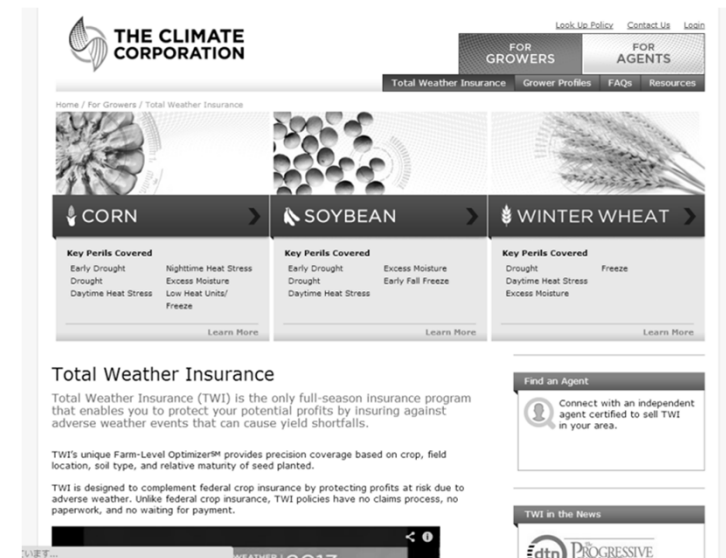 Look Up Policy Contact Us Login
THE CLIMATE
CORPORATION
FOR
GROWERS
FOR
AGENTS
Total Weather Insurance Grower Profiles FAQs Resources
Home / For Growers / Total Weather Insurance
CORN
Key Perils Covered
Early Drought
Drought
Daytime Heat Stress
Nighttime Heat Stress
Excess Moisture
Low Heat Units/
Freeze
Learn More
SOYBEAN
Key Perils Covered
Early Drought
Drought
Daytime Heat Stress
Excess Moisture
Early Fall Freeze
Learn More
WINTER WHEAT
Key Perils Covered
Drought
Daytime Heat Stress
Excess Moisture
Freeze
Learn More
Total Weather Insurance
Total Weather Insurance (TWI) is the only full-season insurance program
that enables you to protect your potential profits by insuring against
adverse weather events that can cause yield shortfalls.
TWI's unique Farm-Level Optimizer℠ provides precision coverage based on crop, field
location, soil type, and relative maturity of seed planted.
TWI is designed to complement federal crop insurance by protecting profits at risk due to
adverse weather. Unlike federal crop insurance, TWI policies have no claims process, no
paperwork, and no waiting for payment.
Find an Agent
Connect with an independent
agent certified to sell TWI
in your area.
TWI in the News
dtn The PROGRESSIVE
います...